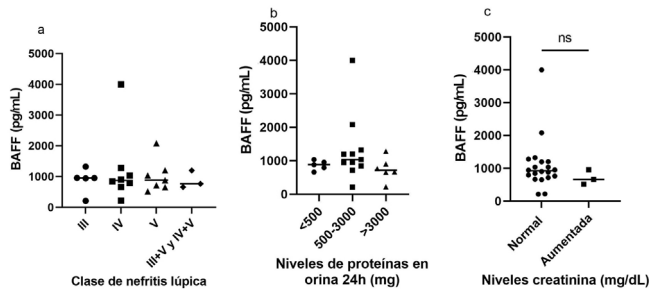 a
BAFF (pg/mL)
5000
4000
3000
2000
1000
0
III
IV
V
III+V y IV+V
Clase de nefritis lúpica
b
BAFF (pg/mL)
5000
4000
3000
2000
1000
0
<500
500-3000
>3000
Niveles de proteínas en
orina 24h (mg)
c
ns
BAFF (pg/mL)
5000
4000
3000
2000
1000
0
Normal
Aumentada
Niveles creatinina (mg/dL)